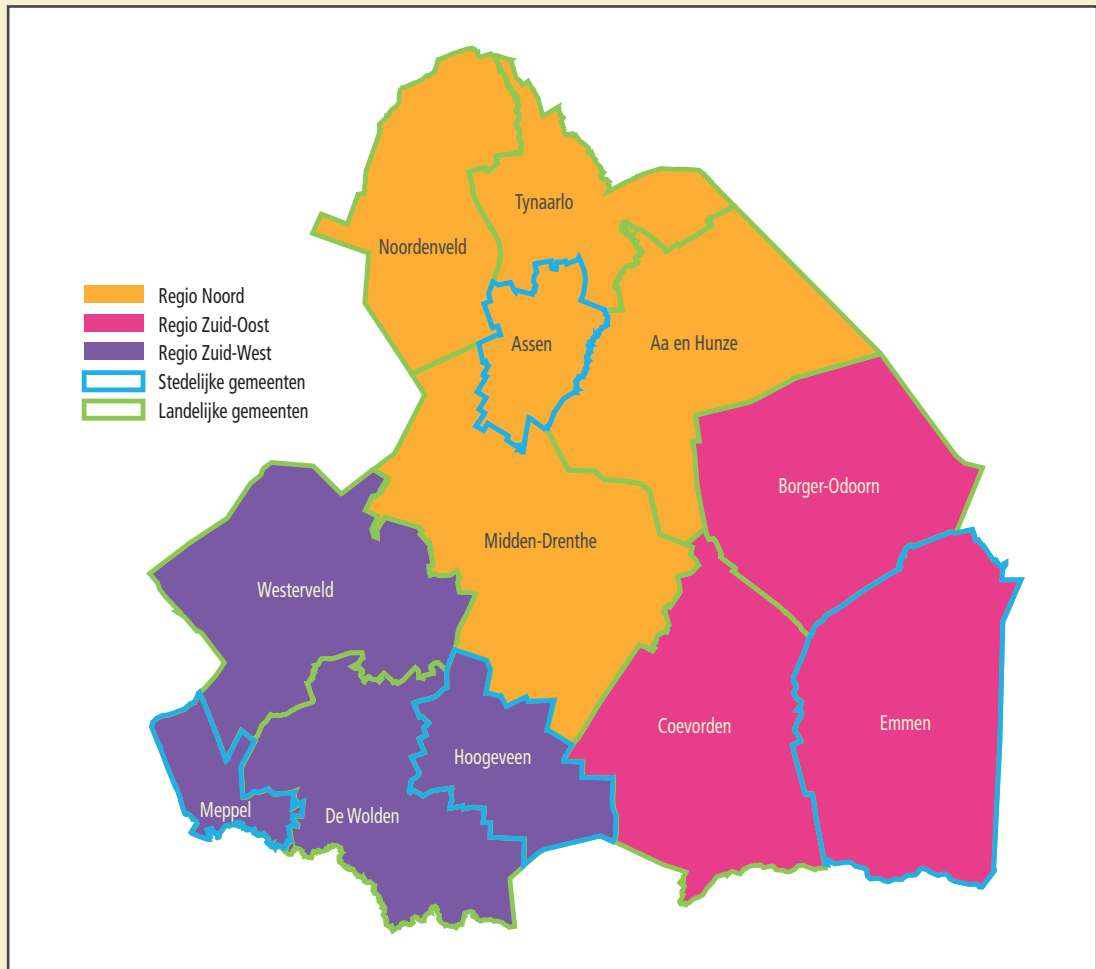 Tynaarlo
Noordenveld
Regio Noord
Regio Zuid-Oost
Regio Zuid-West
Stedelijke gemeenten
Landelijke gemeenten
Assen
Aa en Hunze
Borger-Odoorn
Midden-Drenthe
Westerveld
Coevorden
Emmen
Hoogeveen
Meppel
De Wolden